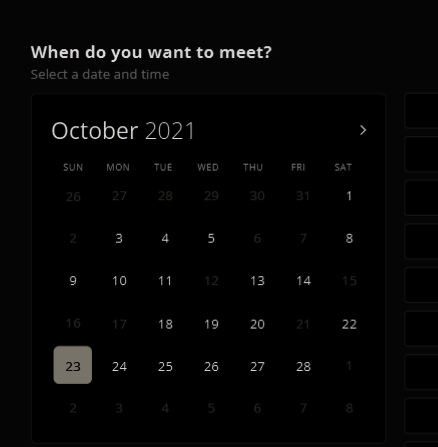 When do you want to meet?
Select a date and time
October 2021
SUN MON TUE WED THU FRI SAT
26 27 28 29 30 31 1
2 3 4 5 6 7 8
9 10 11 12 13 14 15
16 17 18 19 20 21 22
23 24 25 26 27 28 1
2 3 4 5 6 7 8